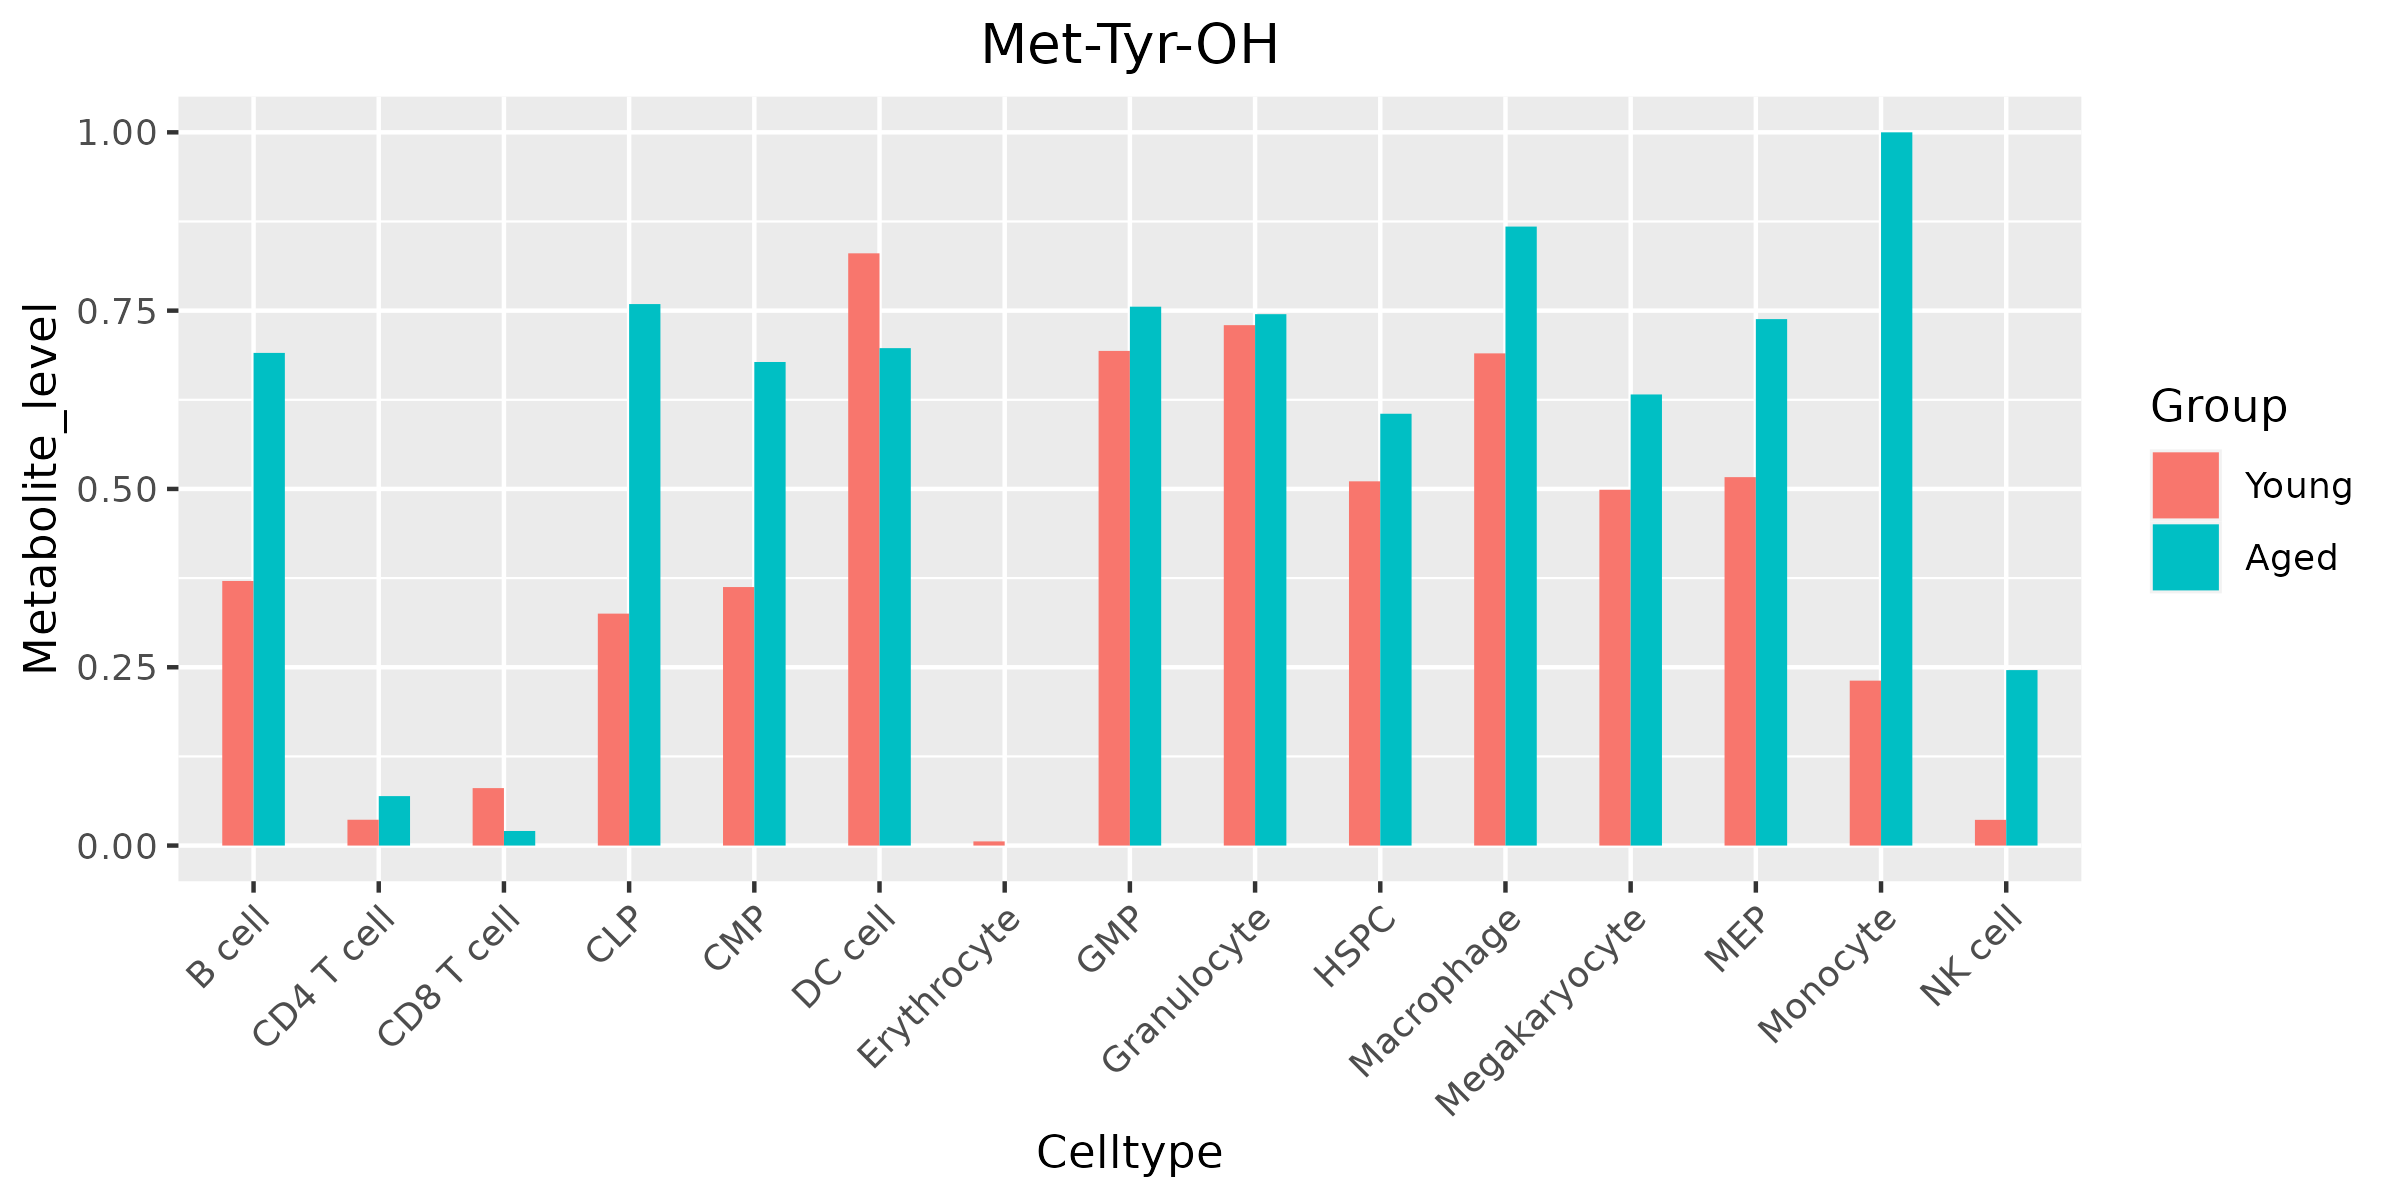 Met-Tyr-OH
Metabolite_level
1.00
0.75
0.50
0.25
0.00
B cell
CD4 T cell
CD8 T cell
CLP
CMP
DC cell
Erythrocyte
GMP
Granulocyte
HSPC
Macrophage
Megakaryocyte
MEP
Monocyte
NK cell
Celltype
Group
Young
Aged